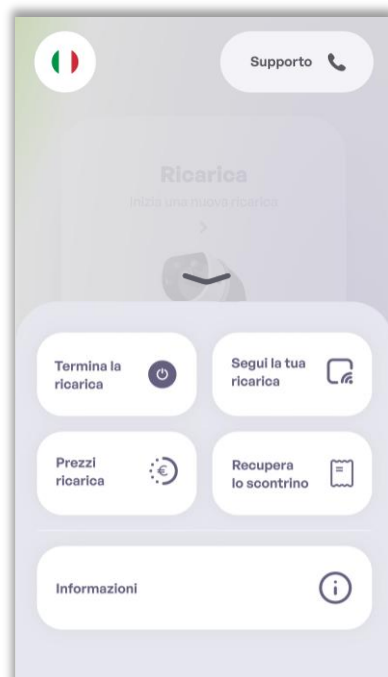 Supporto
Ricarica
Inizia una nuova ricarica
Termina la
ricarica
Segui la tua
ricarica
Prezzi
ricarica
€
Recupera
lo scontrino
Informazioni